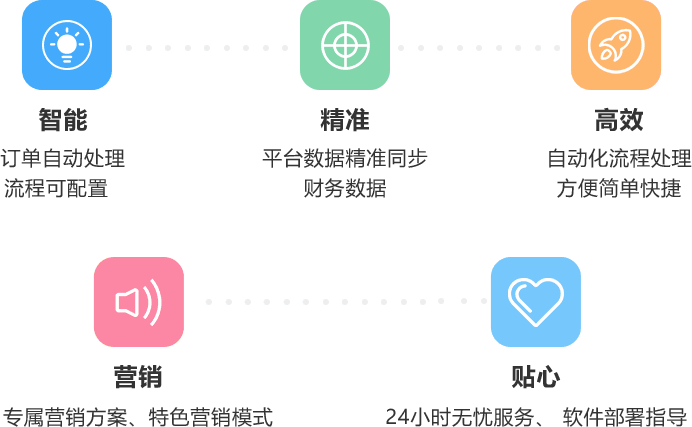 智能
精准
高效
订单自动处理
流程可配置
平台数据精准同步
财务数据
自动化流程处理
方便简单快捷
营销
贴心
专属营销方案、特色营销模式
24小时无忧服务、 软件部署指导